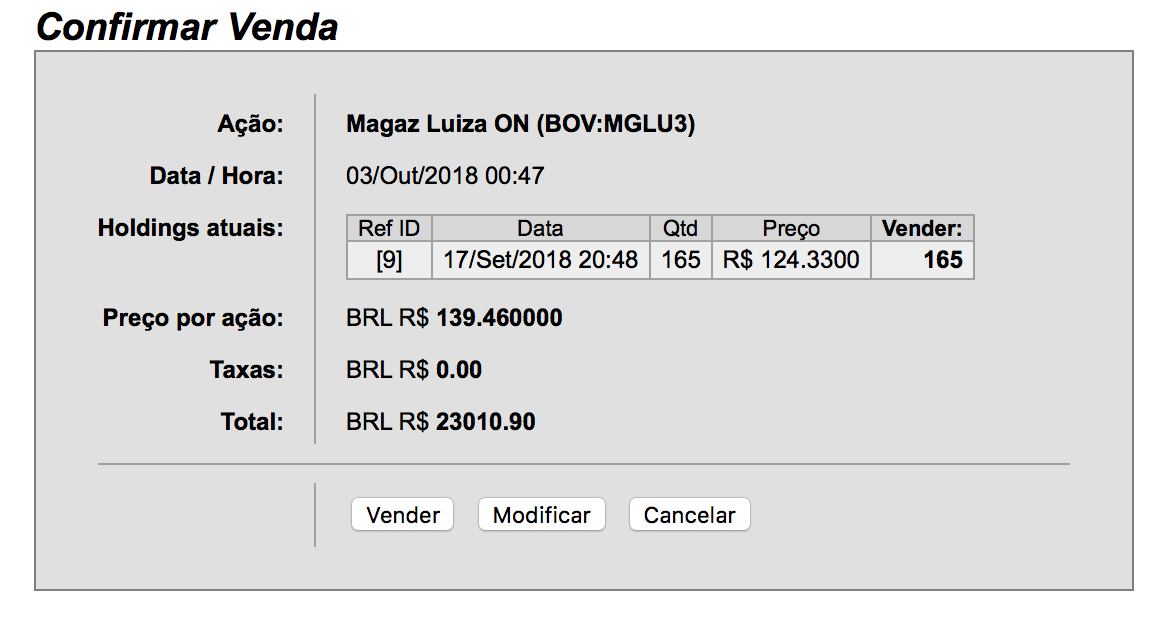 Confirmar Venda
Ação: Magaz Luiza ON (BOV:MGLU3)
Data / Hora: 03/Out/2018 00:47
Holdings atuais: Ref ID Data Qtd Preço Vender:
[9] 17/Set/2018 20:48 165 R$ 124.3300 165
Preço por ação: BRL R$ 139.460000
Taxas: BRL R$ 0.00
Total: BRL R$ 23010.90
Vender Modificar Cancelar